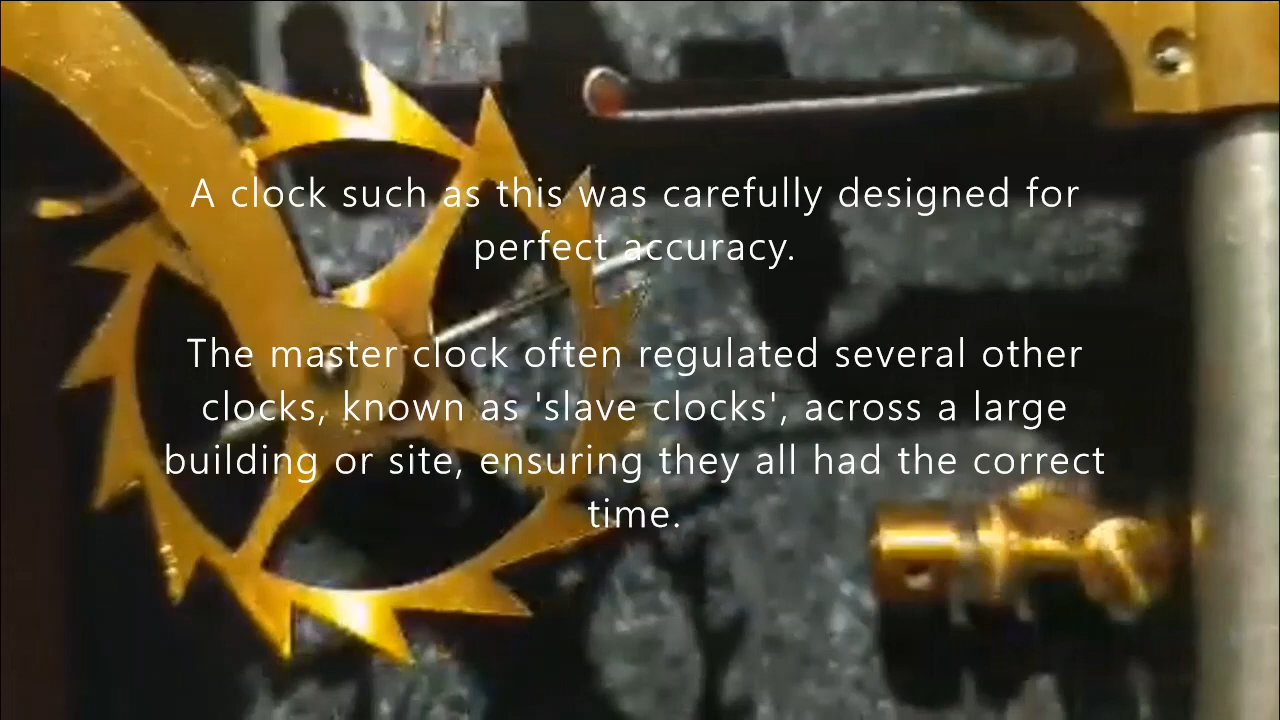 A clock such as this was carefully designed for
perfect accuracy.
The master clock often regulated several other
clocks, known as 'slave clocks', across a large
building or site, ensuring they all had the correct
time.